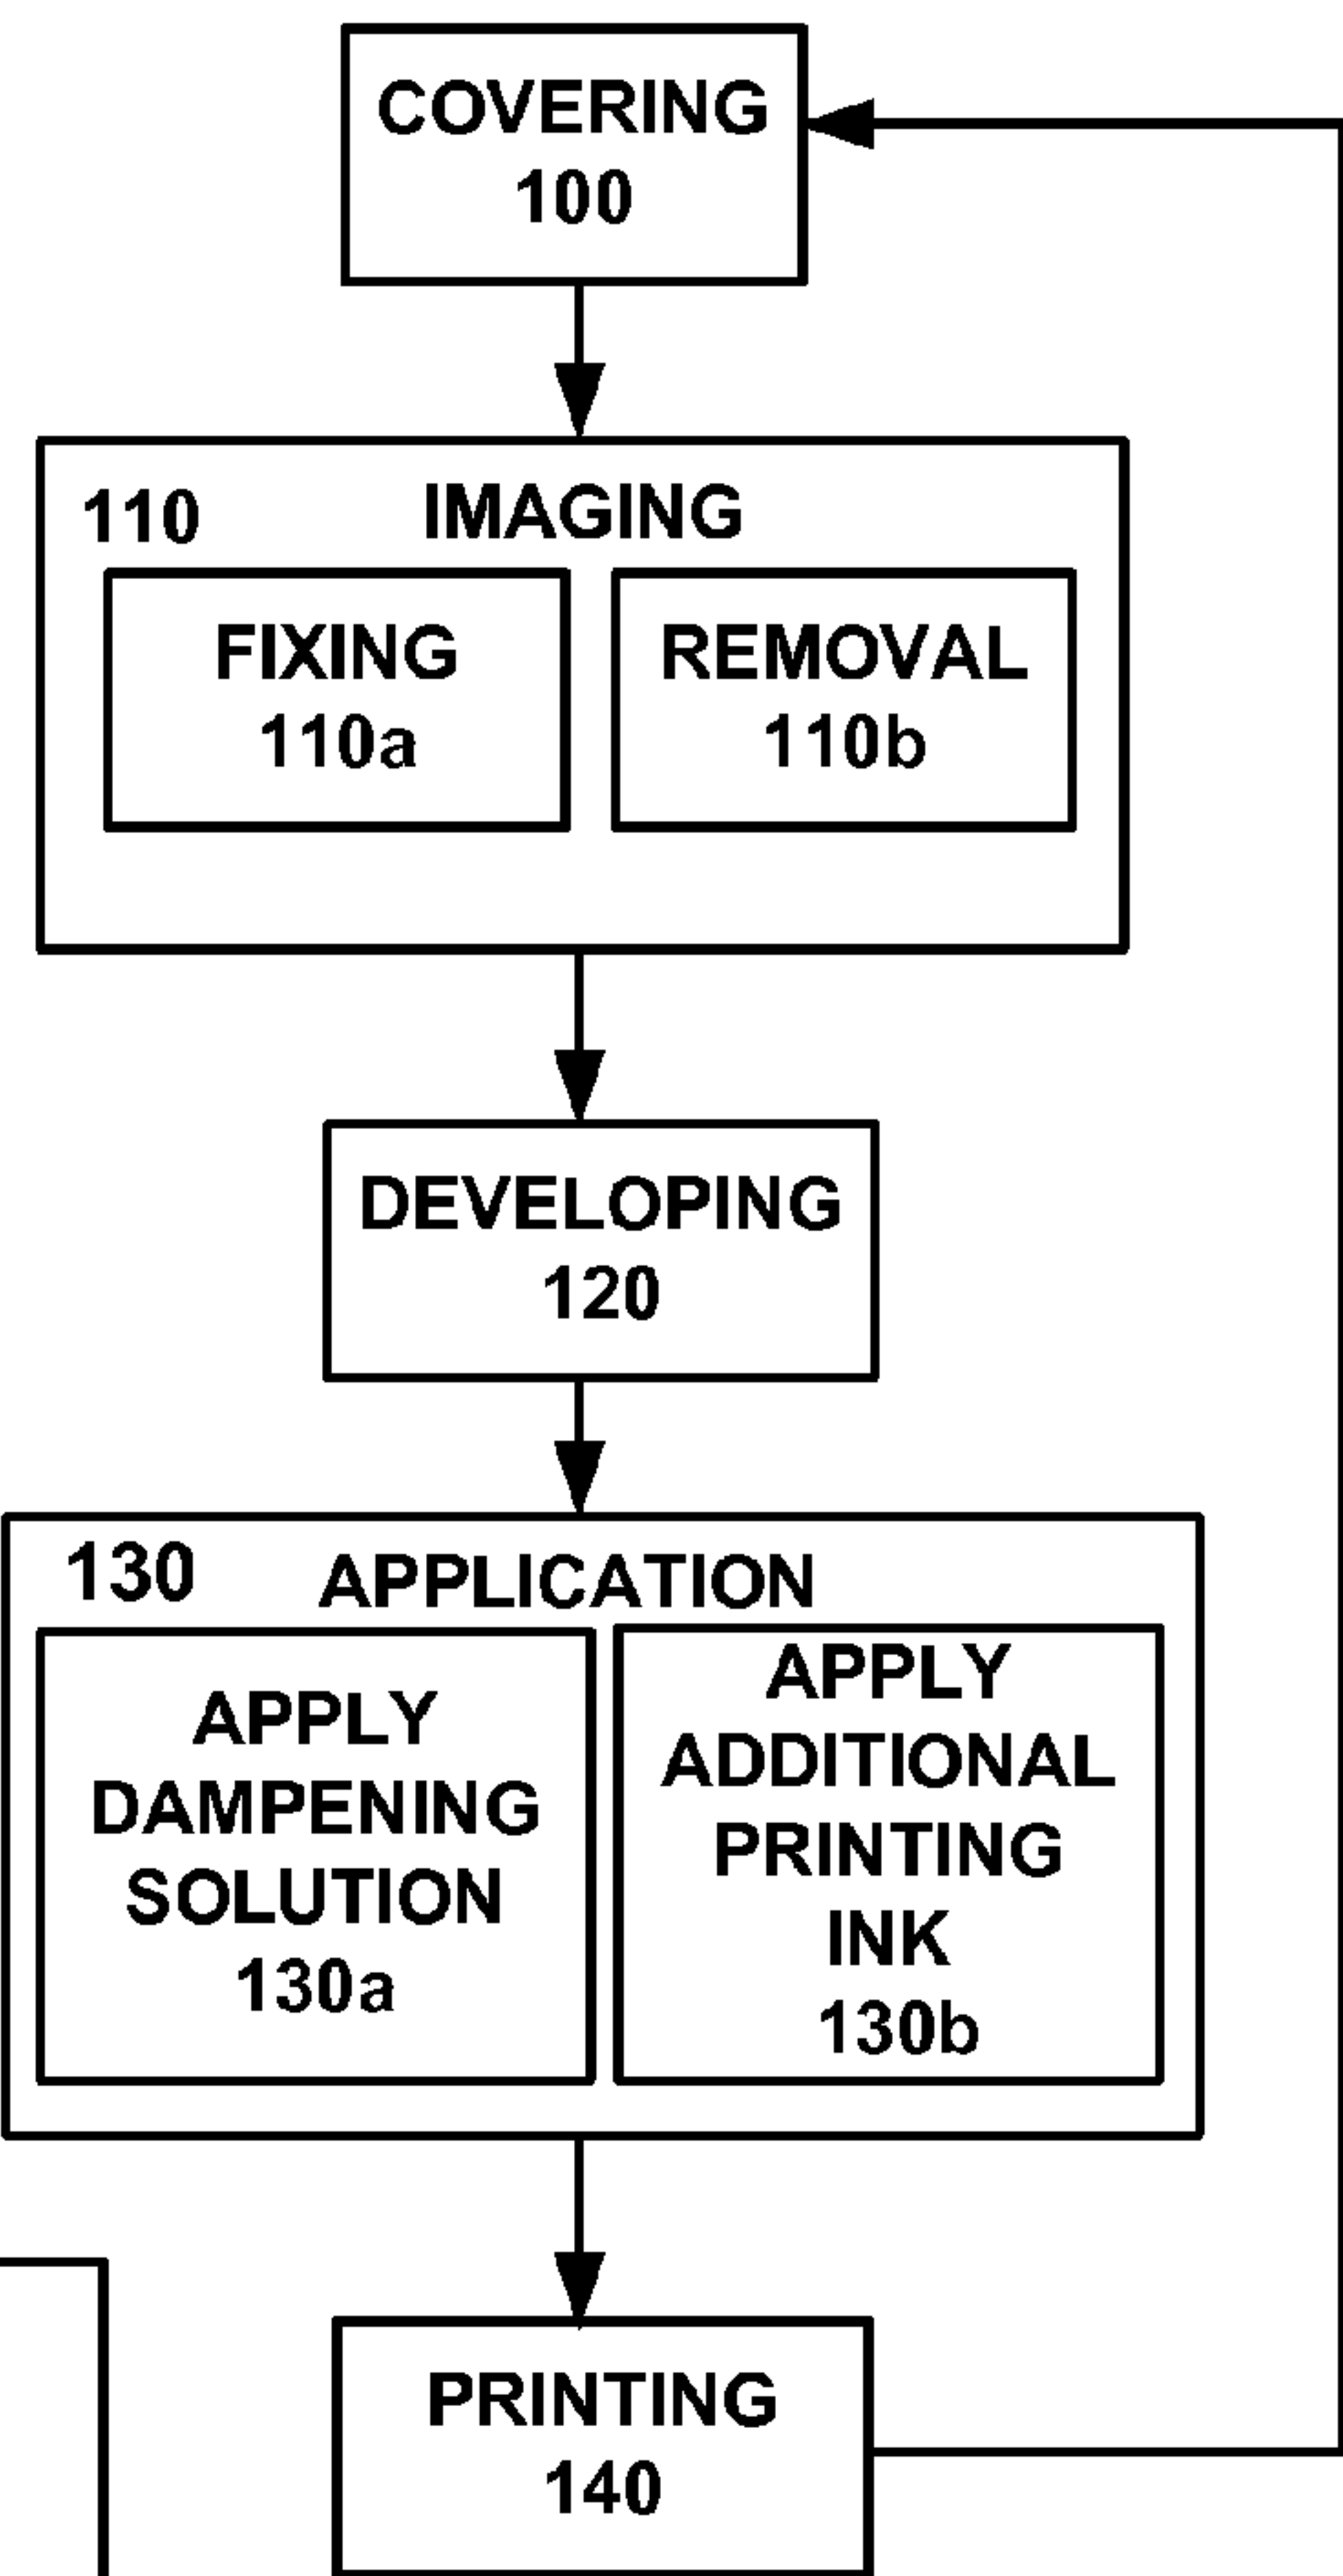 COVERING
100
110 IMAGING
FIXING
110a
REMOVAL
110b
DEVELOPING
120
130 APPLICATION
APPLY
DAMPENING
SOLUTION
130a
APPLY
ADDITIONAL
PRINTING
INK
130b
PRINTING
140